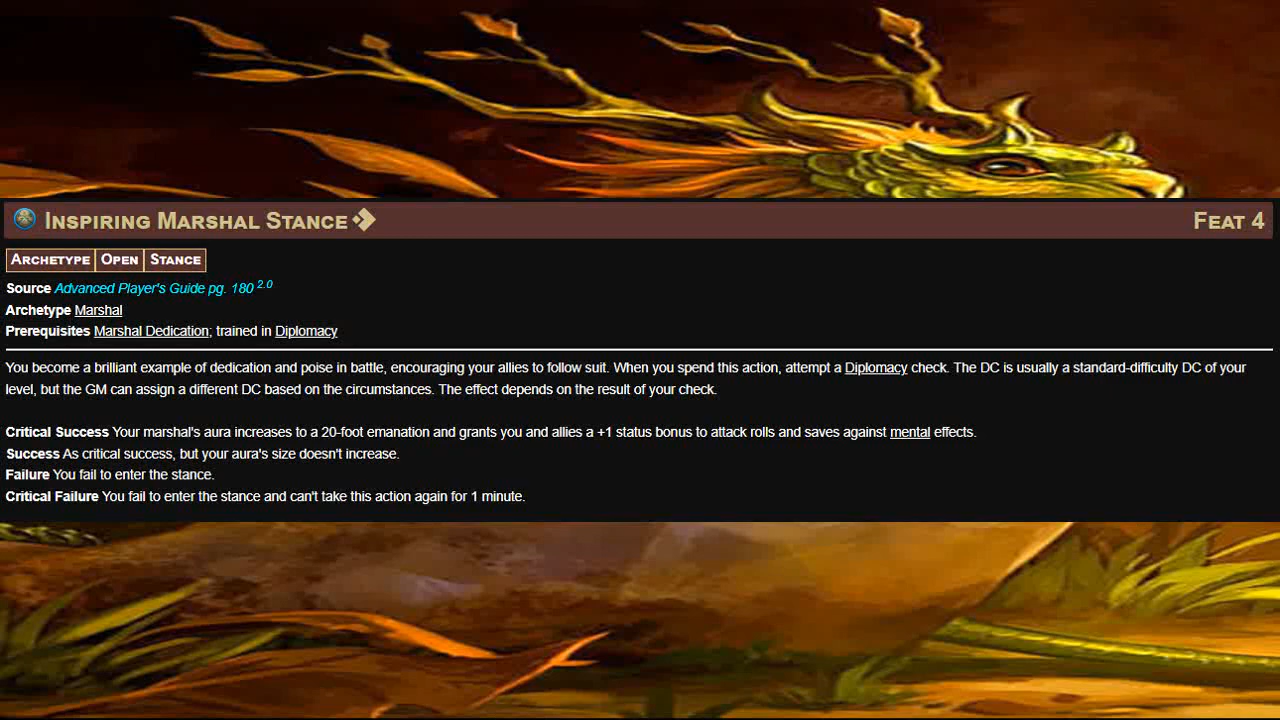 Inspiring Marshal Stance Feat 4
Archetype Open Stance
Source Advanced Player's Guide pg. 180 2.0
Archetype Marshal
Prerequisites Marshal Dedication; trained in Diplomacy
You become a brilliant example of dedication and poise in battle, encouraging your allies to follow suit. When you spend this action, attempt a Diplomacy check. The DC is usually a standard-difficulty DC of your
level, but the GM can assign a different DC based on the circumstances. The effect depends on the result of your check.
Critical Success Your marshal's aura increases to a 20-foot emanation and grants you and allies a +1 status bonus to attack rolls and saves against mental effects.
Success As critical success, but your aura's size doesn't increase.
Failure You fail to enter the stance.
Critical Failure You fail to enter the stance and can't take this action again for 1 minute.